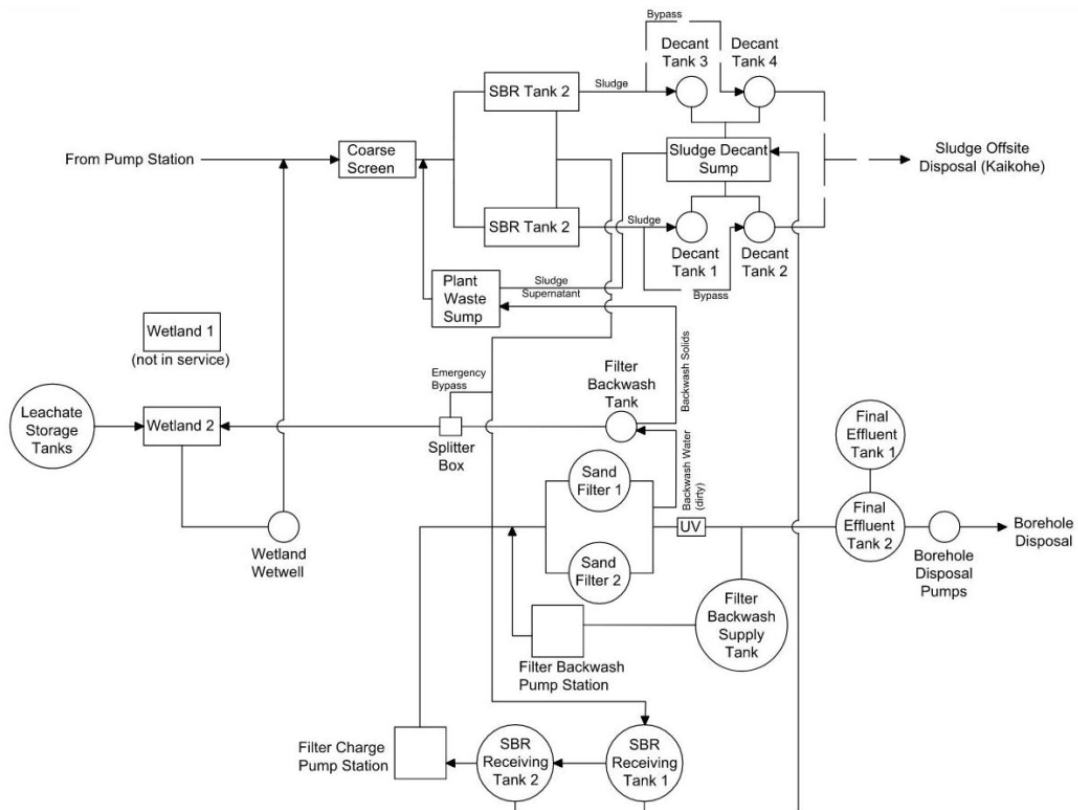 Bypass
Decant
Tank 3
Decant
Tank 4
SBR Tank 2
Sludge
From Pump Station
Coarse
Screen
Sludge Decant
Sump
Sludge Offsite
Disposal (Kaikohe)
SBR Tank 2
Sludge
Decant
Tank 1
Decant
Tank 2
Bypass
Plant
Waste
Sump
Sludge
Supernatant
Wetland 1
(not in service)
Emergency
Bypass
Filter
Backwash
Tank
Backwash Solids
Leachate
Storage
Tanks
Wetland 2
Splitter
Box
Final
Effluent
Tank 1
Sand
Filter 1
Backwash Water
(dirty)
UV
Final
Effluent
Tank 2
Borehole
Disposal
Wetland
Wetwell
Sand
Filter 2
Borehole
Disposal
Pumps
Filter
Backwash
Supply
Tank
Filter Backwash
Pump Station
Filter Charge
Pump Station
SBR
Receiving
Tank 2
SBR
Receiving
Tank 1